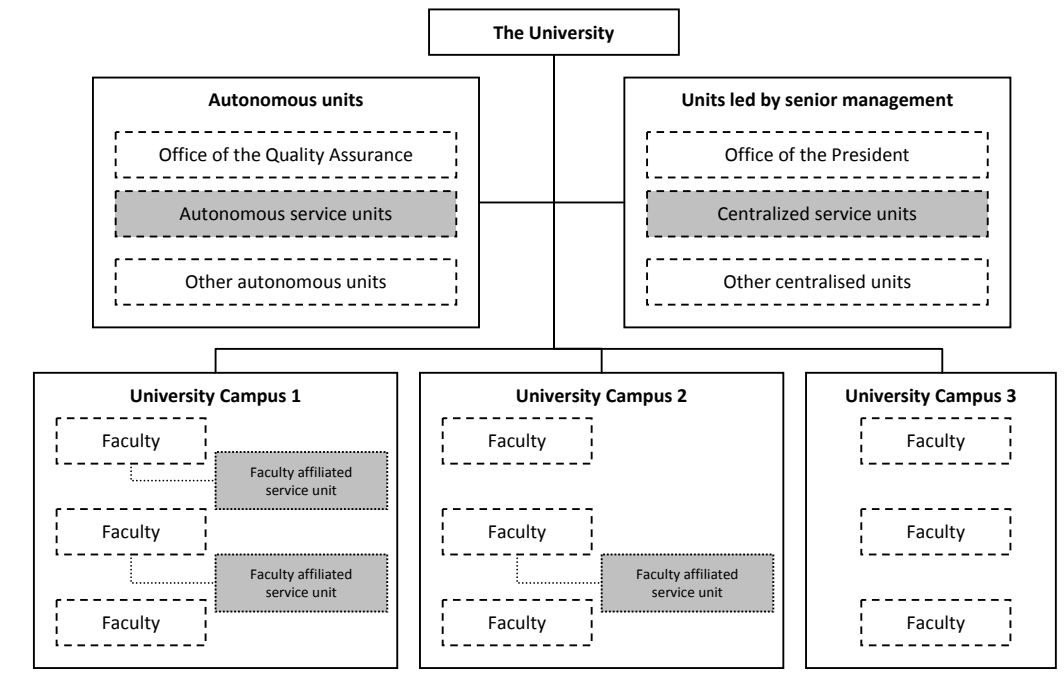 The University
Autonomous units
Office of the Quality Assurance
Autonomous service units
Other autonomous units
Units led by senior management
Office of the President
Centralized service units
Other centralised units
University Campus 1
Faculty
Faculty affiliated
service unit
Faculty
Faculty affiliated
service unit
Faculty
University Campus 2
Faculty
Faculty
Faculty affiliated
service unit
Faculty
University Campus 3
Faculty
Faculty
Faculty